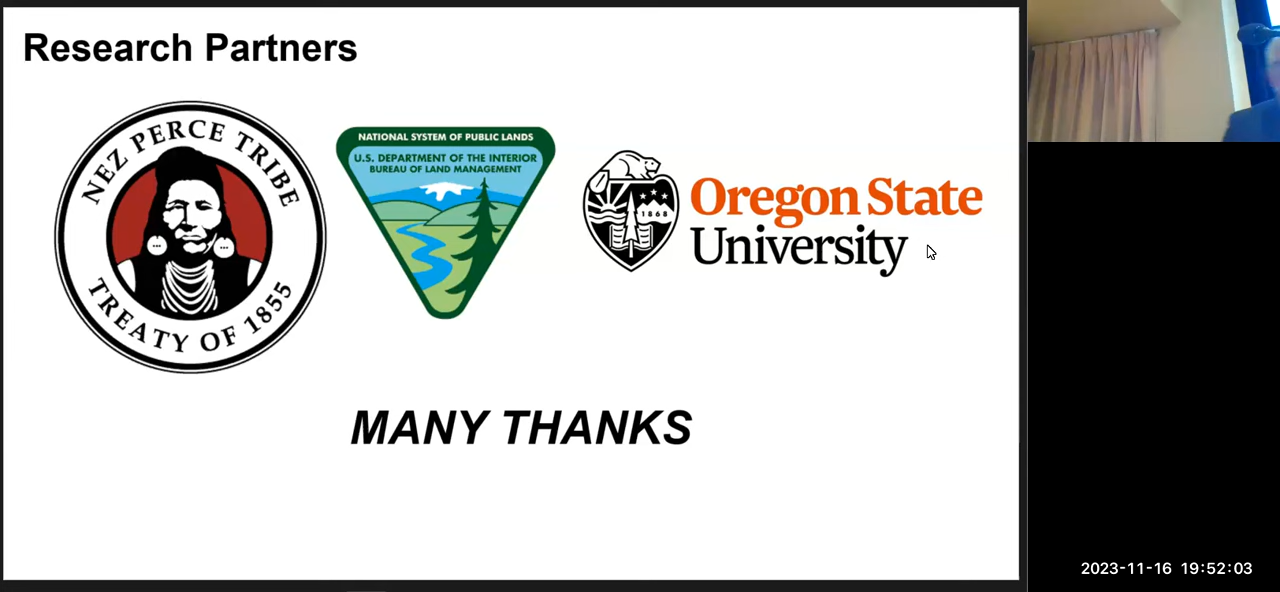 Research Partners
NEZ PERCE TRIBE
TREATY OF 1855
NATIONAL SYSTEM OF PUBLIC LANDS
U.S. DEPARTMENT OF THE INTERIOR
BUREAU OF LAND MANAGEMENT
1868
Oregon State
University
MANY THANKS
2023-11-16 19:52:03